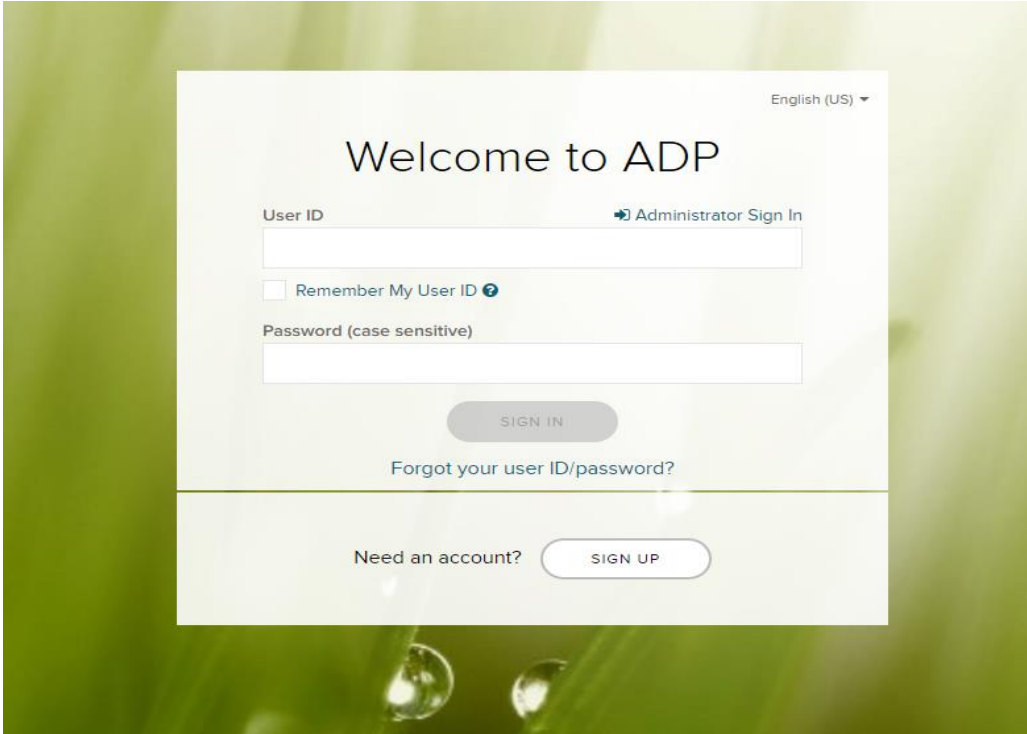 English (US)
Welcome to ADP
User ID
Administrator Sign In
Remember My User ID
Password (case sensitive)
SIGN IN
Forgot your user ID/password?
Need an account?
SIGN UP